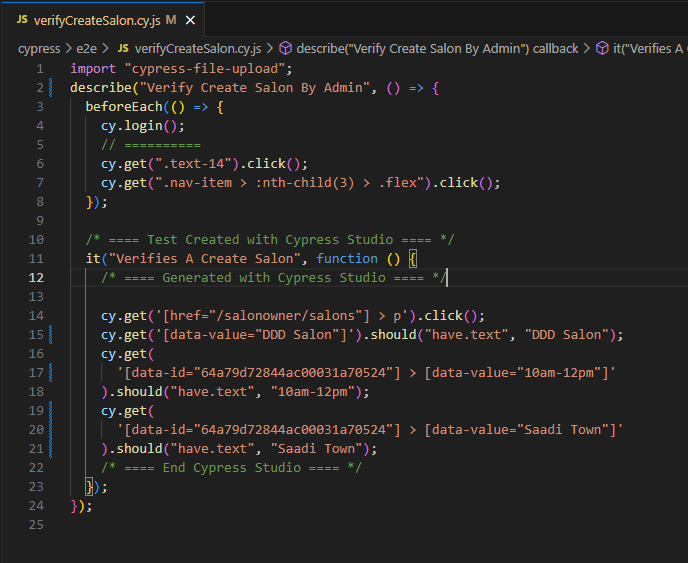 JS verifyCreateSalon.cy.js M ×
cypress > e2e > JS verifyCreateSalon.cy.js > describe("Verify Create Salon By Admin") callback > it("Verifies A
1 import "cypress-file-upload";
2 describe("Verify Create Salon By Admin", () => {
3   beforeEach(() => {
4     cy.login();
5     // ==========
6     cy.get(".text-14").click();
7     cy.get(".nav-item > :nth-child(3) > .flex").click();
8   });
9
10   /* ==== Test Created with Cypress Studio ==== */
11   it("Verifies A Create Salon", function () {
12     /* ==== Generated with Cypress Studio ==== */
13
14     cy.get('[href="/salonowner/salons"] > p').click();
15     cy.get('[data-value="DDD Salon"]').should("have.text", "DDD Salon");
16     cy.get(
17       '[data-id="64a79d72844ac00031a70524"] > [data-value="10am-12pm"]'
18     ).should("have.text", "10am-12pm");
19     cy.get(
20       '[data-id="64a79d72844ac00031a70524"] > [data-value="Saadi Town"]'
21     ).should("have.text", "Saadi Town");
22     /* ==== End Cypress Studio ==== */
23   });
24 });
25